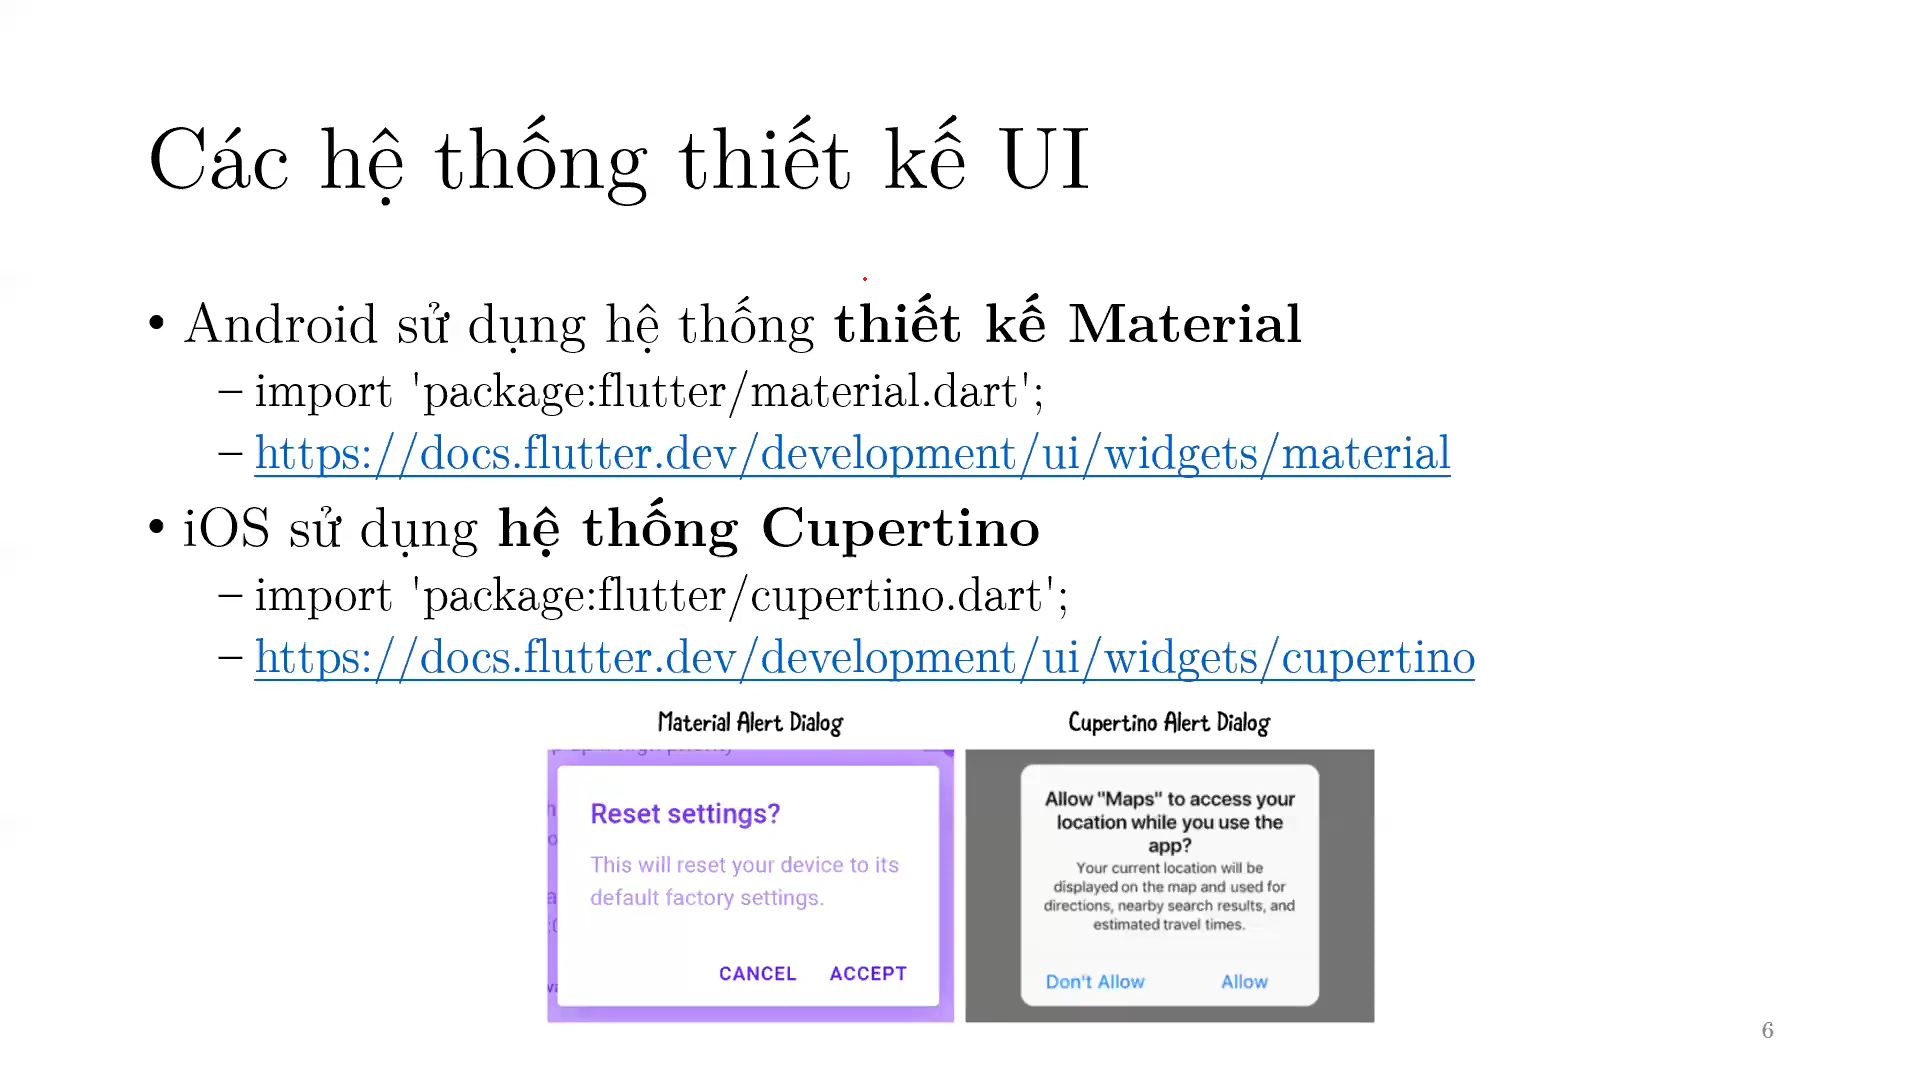 Các hệ thống thiết kế UI
• Android sử dụng hệ thống thiết kế Material
– import 'package:flutter/material.dart';
– https://docs.flutter.dev/development/ui/widgets/material
• iOS sử dụng hệ thống Cupertino
– import 'package:flutter/cupertino.dart';
– https://docs.flutter.dev/development/ui/widgets/cupertino
Material Alert Dialog
Reset settings?
This will reset your device to its
default factory settings.
CANCEL ACCEPT
Cupertino Alert Dialog
Allow "Maps" to access your
location while you use the
app?
Your current location will be
displayed on the map and used for
directions, nearby search results, and
estimated travel times.
Don't Allow Allow
6